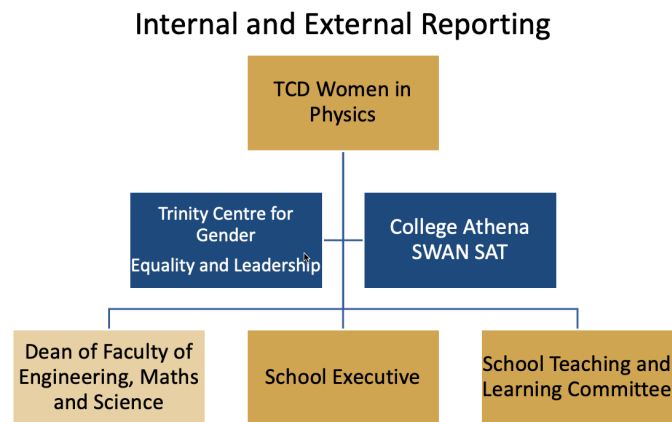 Internal and External Reporting
TCD Women in
Physics
Trinity Centre for
Gender
Equality and Leadership
College Athena
SWAN SAT
Dean of Faculty of
Engineering, Maths
and Science
School Executive
School Teaching and
Learning Committee